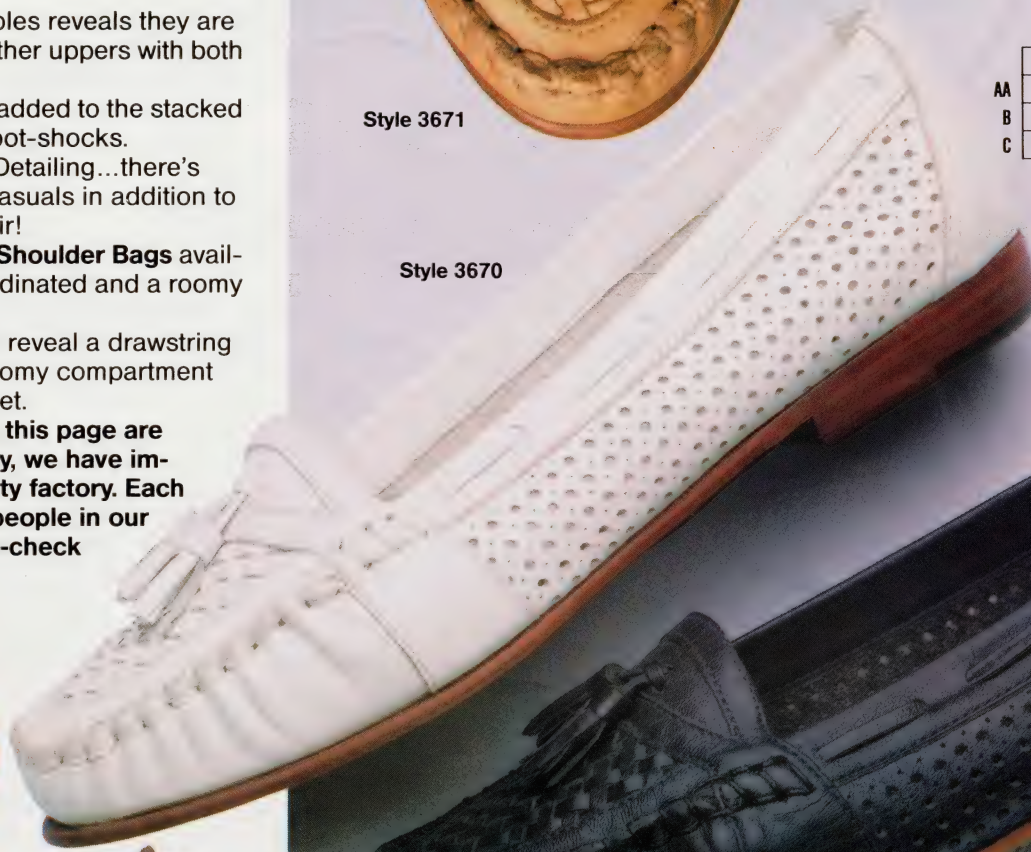 oles reveals they are
ther uppers with both
added to the stacked
oot-shocks.
Detailing...there's
asuals in addition to
ir!
Shoulder Bags avail-
dinated and a roomy
reveal a drawstring
omy compartment
et.
this page are
y, we have im-
ty factory. Each
people in our
-check
Style 3671
Style 3670
AA
B
C